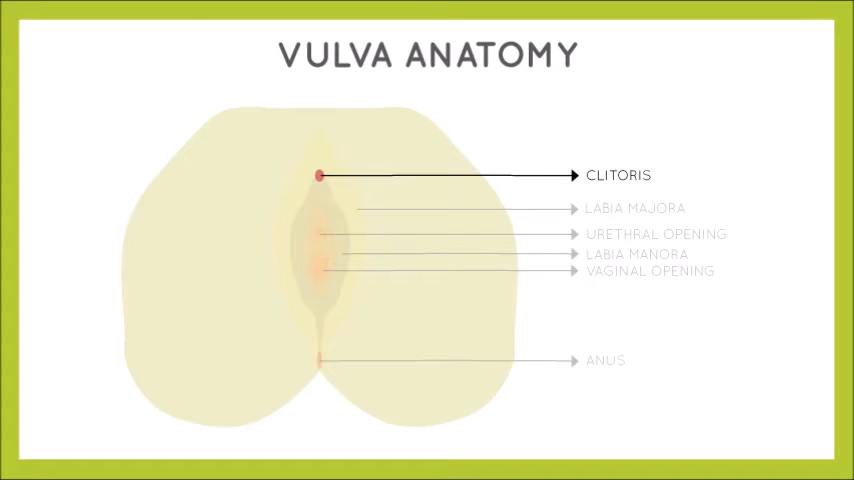 VULVA ANATOMY
CLITORIS
LABIA MAJORA
URETHRAL OPENING
LABIA MANORA
VAGINAL OPENING
ANUS